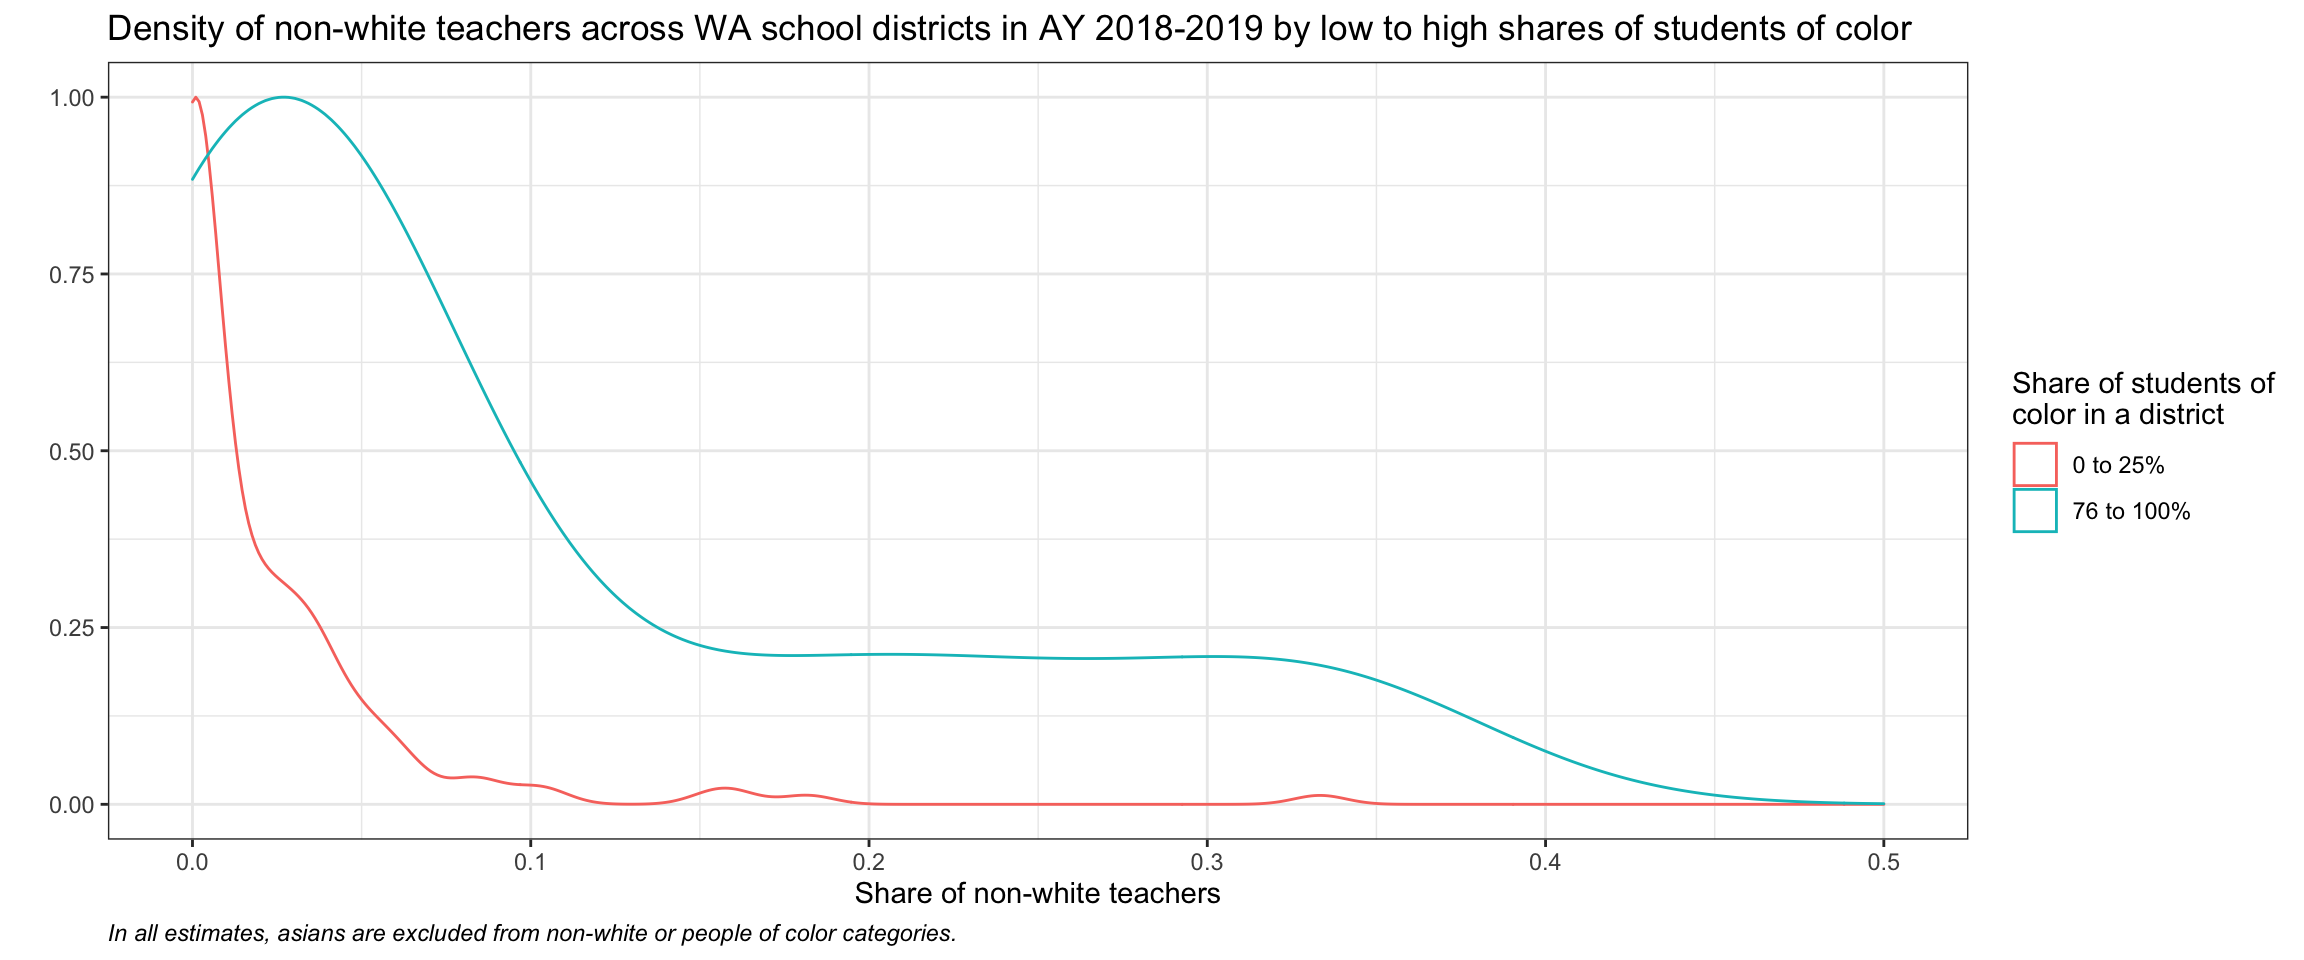 Density of non-white teachers across WA school districts in AY 2018-2019 by low to high shares of students of color
1.00
0.75
0.50
0.25
0.00
0.0 0.1 0.2 0.3 0.4 0.5
Share of non-white teachers
In all estimates, asians are excluded from non-white or people of color categories.
Share of students of
color in a district
0 to 25%
76 to 100%